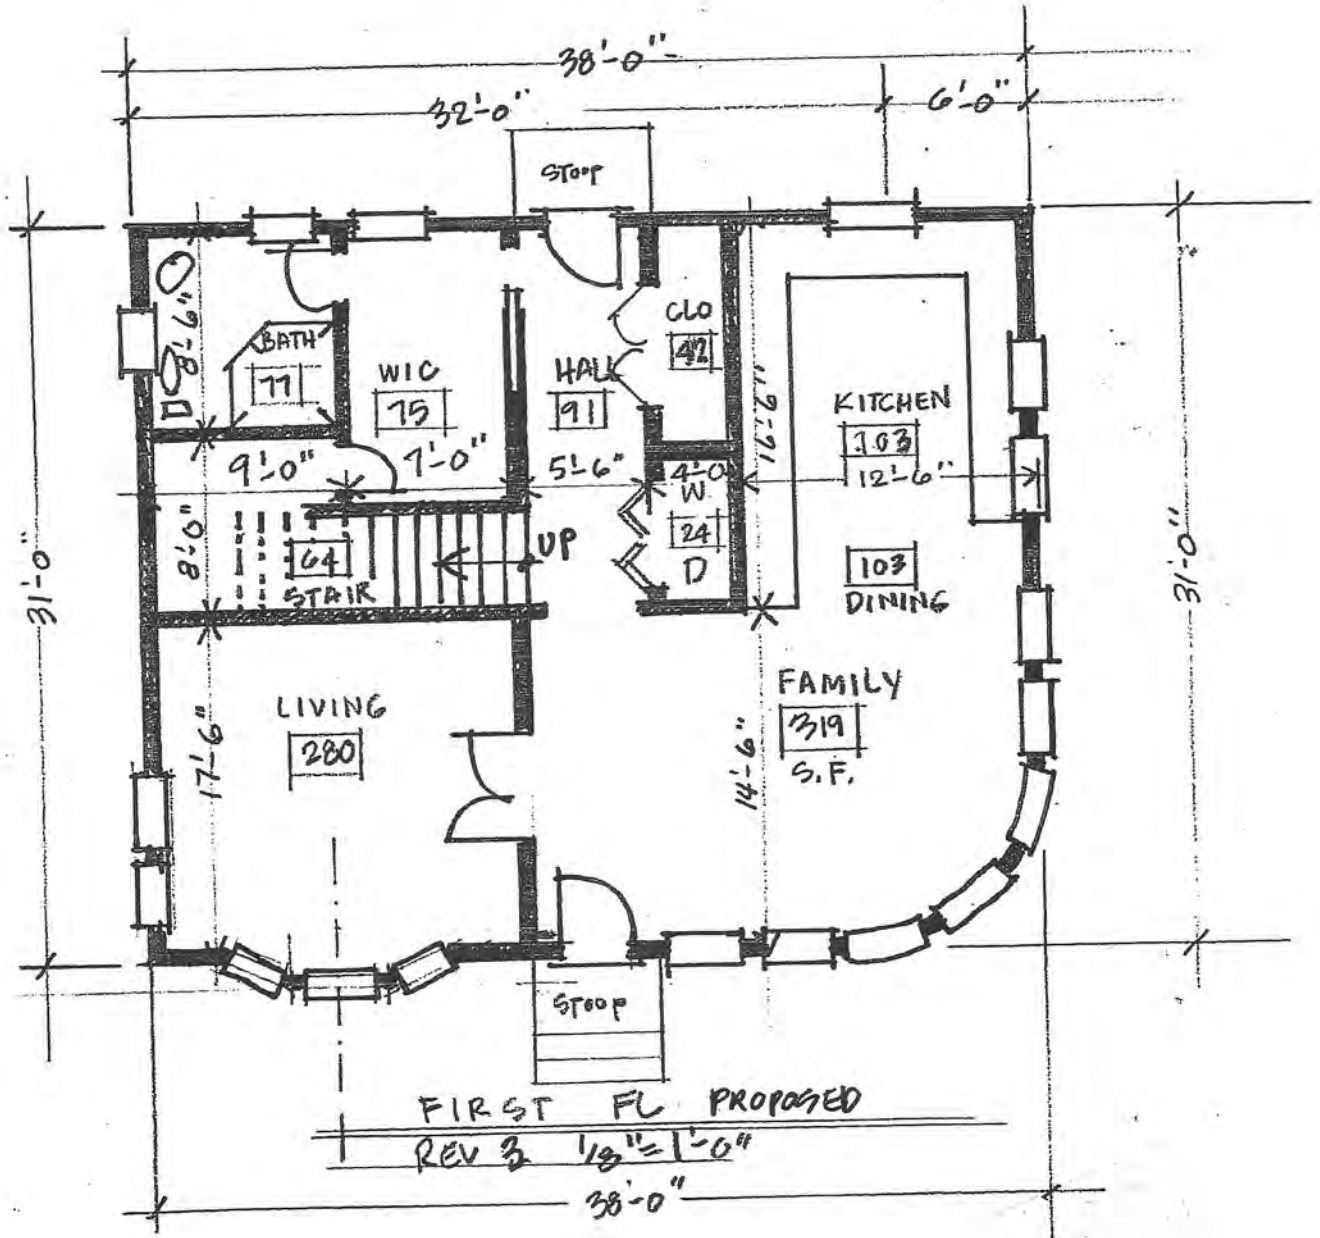 38'-0"
32'-0"
6'-0"
STOOP
8'-6"
BATH
77
WIC
75
HALL
91
CLO
42
KITCHEN
103
12'-6"
9'-0"
7'-0"
5'-6"
4'-0
W
24
D
8'-0"
64
STAIR
UP
103
DINING
31'-0"
31'-0"
LIVING
280
17'-6"
FAMILY
319
S.F.
14'-6"
STOOP
FIRST FL PROPOSED
REV 3 1/8"=1'-0"
38'-0"